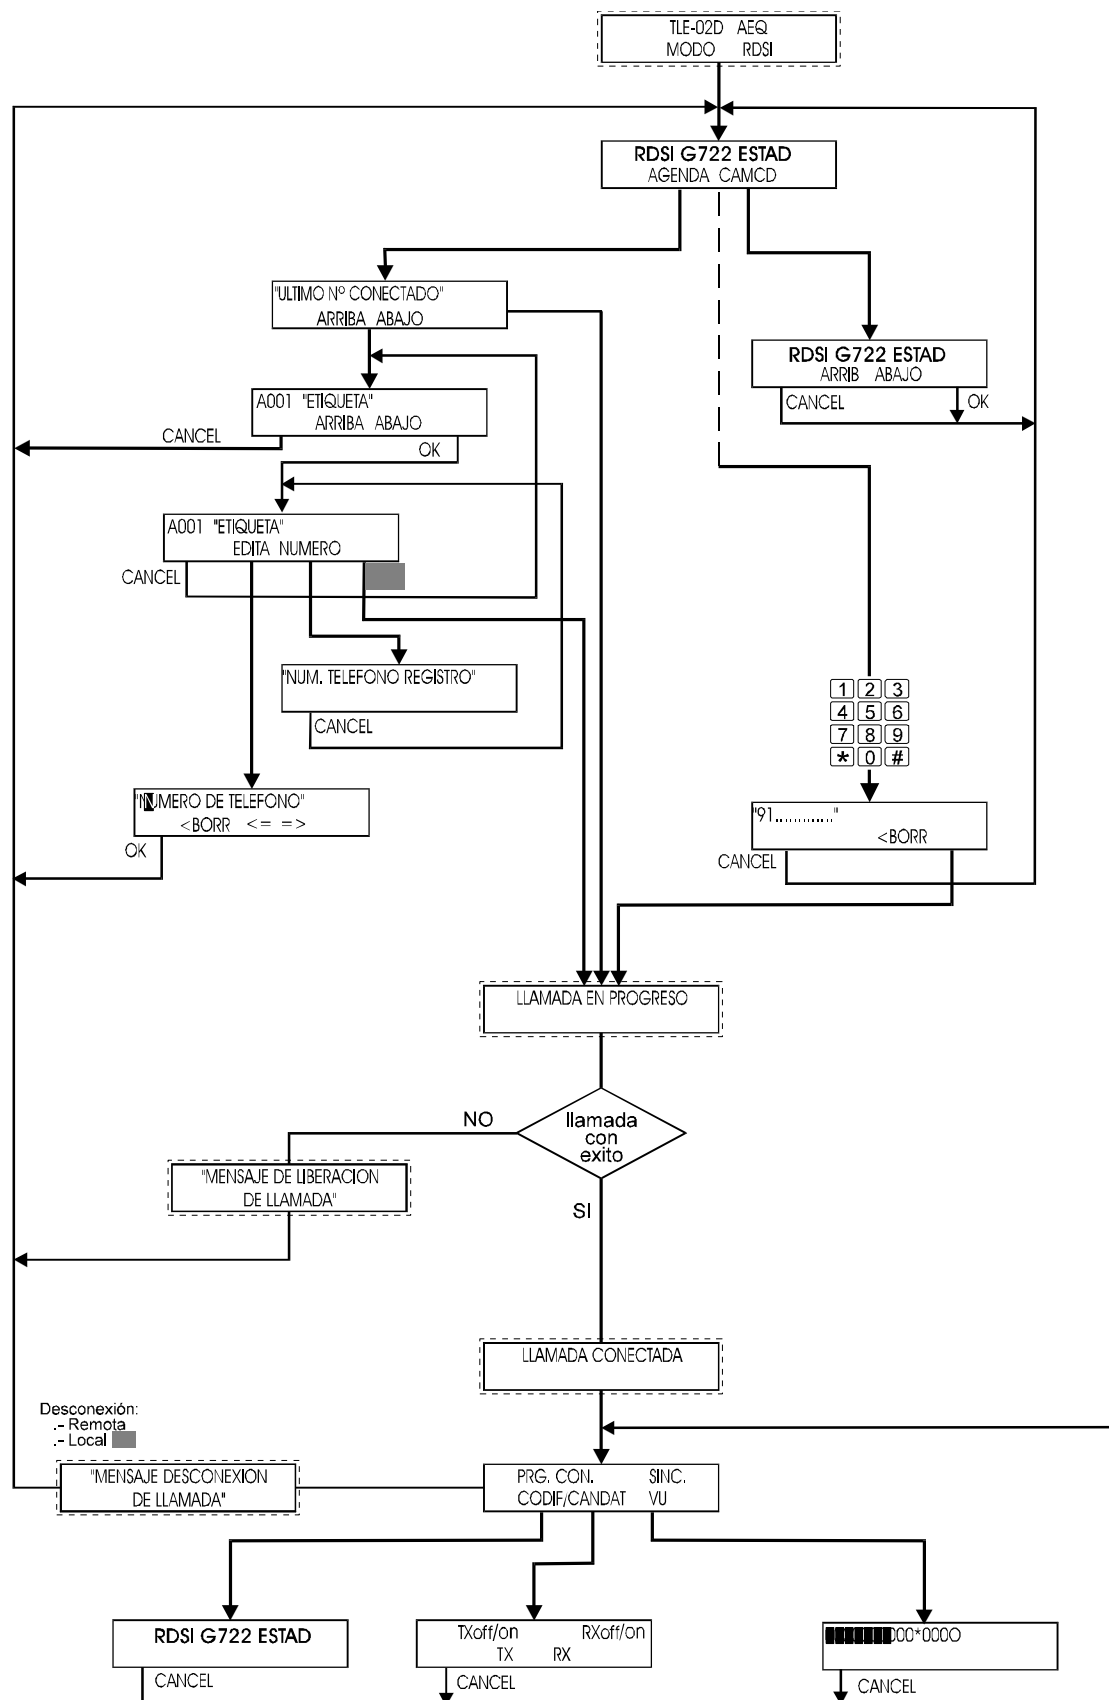 TLE-02D AEQ
MODO RDSI
RDSI G722 ESTAD
AGENDA CAMCD
"ULTIMO Nº CONECTADO"
ARRIBA ABAJO
RDSI G722 ESTAD
ARRIB ABAJO
CANCEL
OK
A001 "ETIQUETA"
ARRIBA ABAJO
CANCEL
OK
A001 "ETIQUETA"
EDITA NUMERO
CANCEL
"NUM. TELEFONO REGISTRO"
CANCEL
1 2 3
4 5 6
7 8 9
* 0 #
"NUMERO DE TELEFONO"
<BORR <= =>
OK
"91............"
<BORR
CANCEL
LLAMADA EN PROGRESO
llamada
con
exito
NO
"MENSAJE DE LIBERACION
DE LLAMADA"
SI
LLAMADA CONECTADA
Desconexión:
.- Remota
.- Local
"MENSAJE DESCONEXION
DE LLAMADA"
PRG. CON. SINC.
CODIF/CANDAT VU
RDSI G722 ESTAD
CANCEL
TXoff/on RXoff/on
TX RX
CANCEL
000*000O
CANCEL